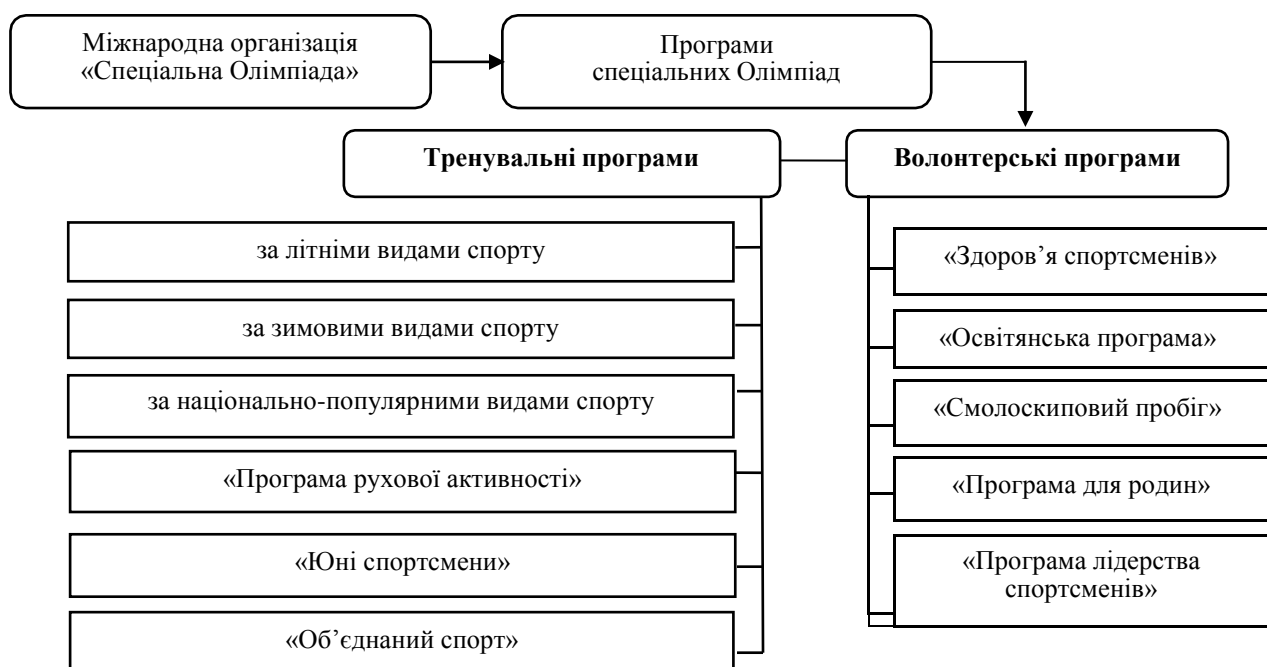 Міжнародна організація
«Спеціальна Олімпіада»
Програми
спеціальних Олімпіад
Тренувальні програми
Волонтерські програми
за літніми видами спорту
за зимовими видами спорту
за національно-популярними видами спорту
«Програма рухової активності»
«Юні спортсмени»
«Об’єднаний спорт»
«Здоров’я спортсменів»
«Освітянська програма»
«Смолоскиповий пробіг»
«Програма для родин»
«Програма лідерства
спортсменів»